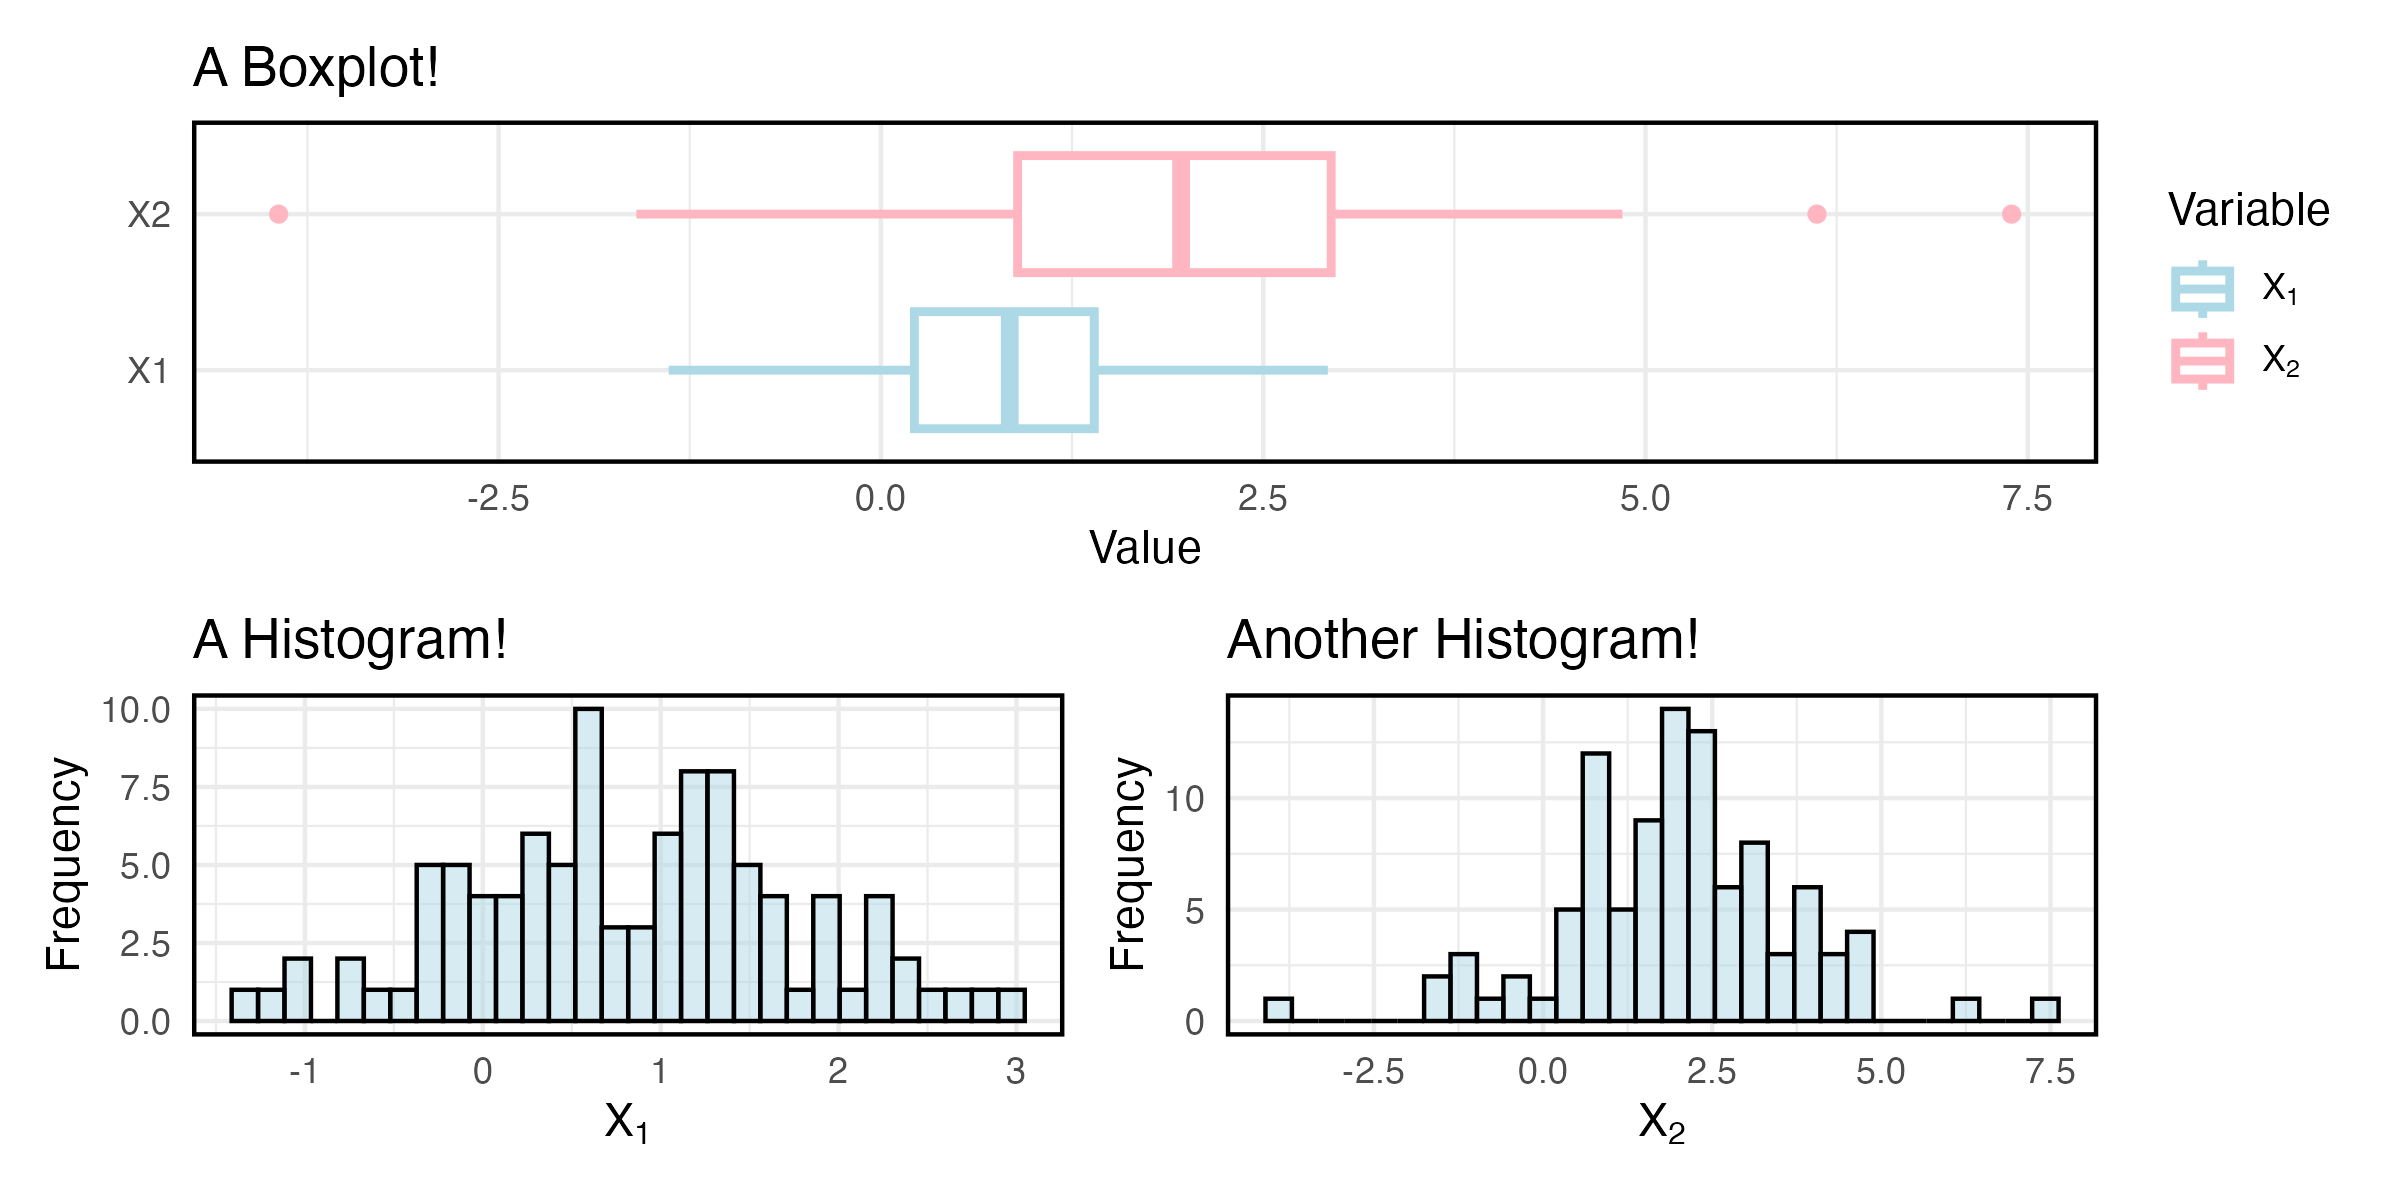 A Boxplot!
X2
X1
-2.5 0.0 2.5 5.0 7.5
Value
Variable
X₁
X₂
A Histogram!
Frequency
10.0
7.5
5.0
2.5
0.0
-1 0 1 2 3
X₁
Another Histogram!
Frequency
10
5
0
-2.5 0.0 2.5 5.0 7.5
X₂